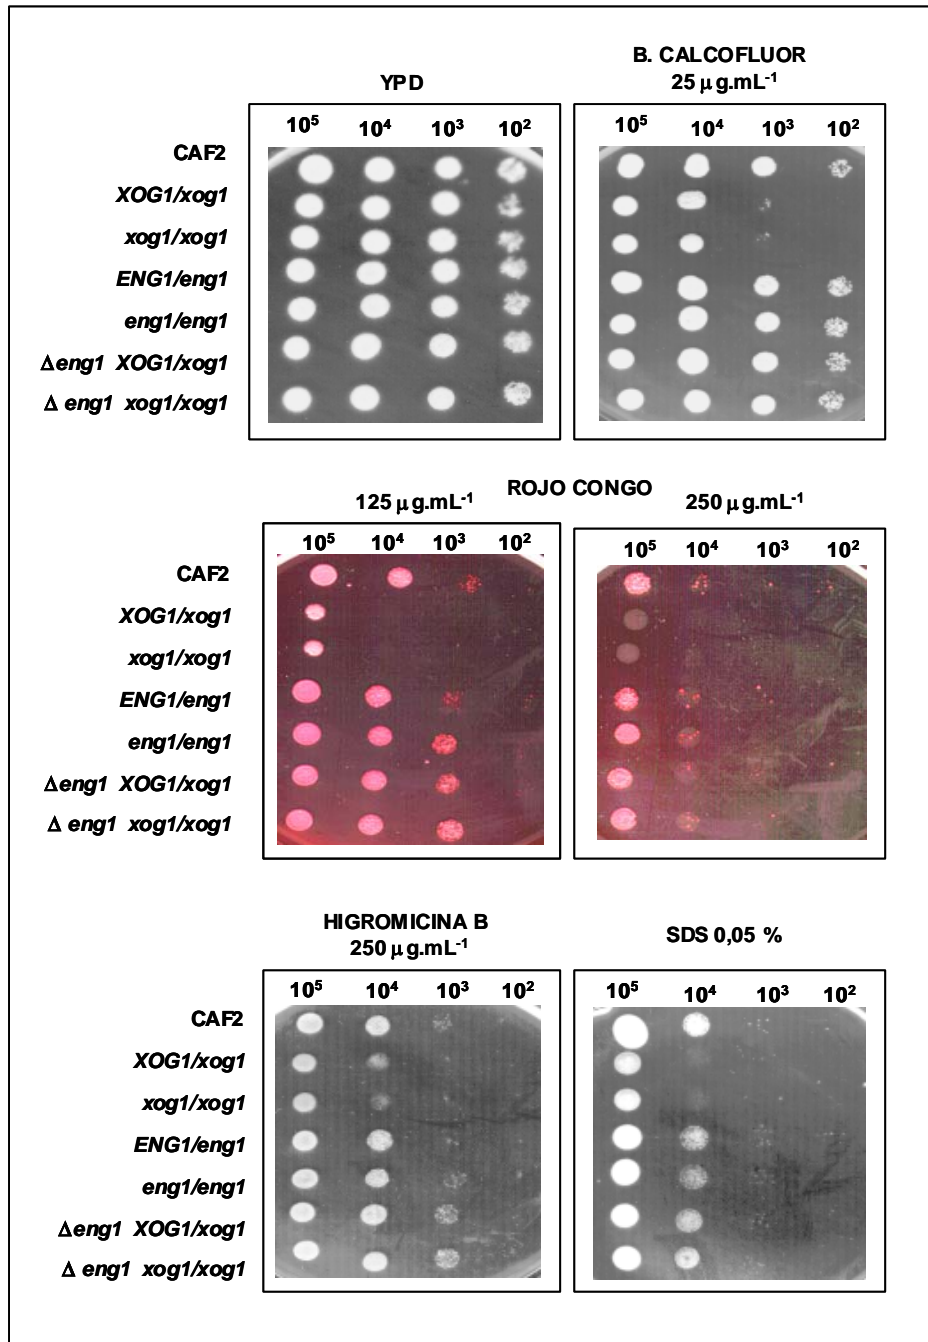 YPD
B. CALCOFLUOR
25 μg.mL⁻¹
10⁵ 10⁴ 10³ 10²
10⁵ 10⁴ 10³ 10²
CAF2
XOG1/xog1
xog1/xog1
ENG1/eng1
eng1/eng1
Δeng1 XOG1/xog1
Δ eng1 xog1/xog1
ROJO CONGO
125 μg.mL⁻¹
250 μg.mL⁻¹
10⁵ 10⁴ 10³ 10²
10⁵ 10⁴ 10³ 10²
CAF2
XOG1/xog1
xog1/xog1
ENG1/eng1
eng1/eng1
Δeng1 XOG1/xog1
Δ eng1 xog1/xog1
HIGROMICINA B
250 μg.mL⁻¹
SDS 0,05 %
10⁵ 10⁴ 10³ 10²
10⁵ 10⁴ 10³ 10²
CAF2
XOG1/xog1
xog1/xog1
ENG1/eng1
eng1/eng1
Δeng1 XOG1/xog1
Δ eng1 xog1/xog1